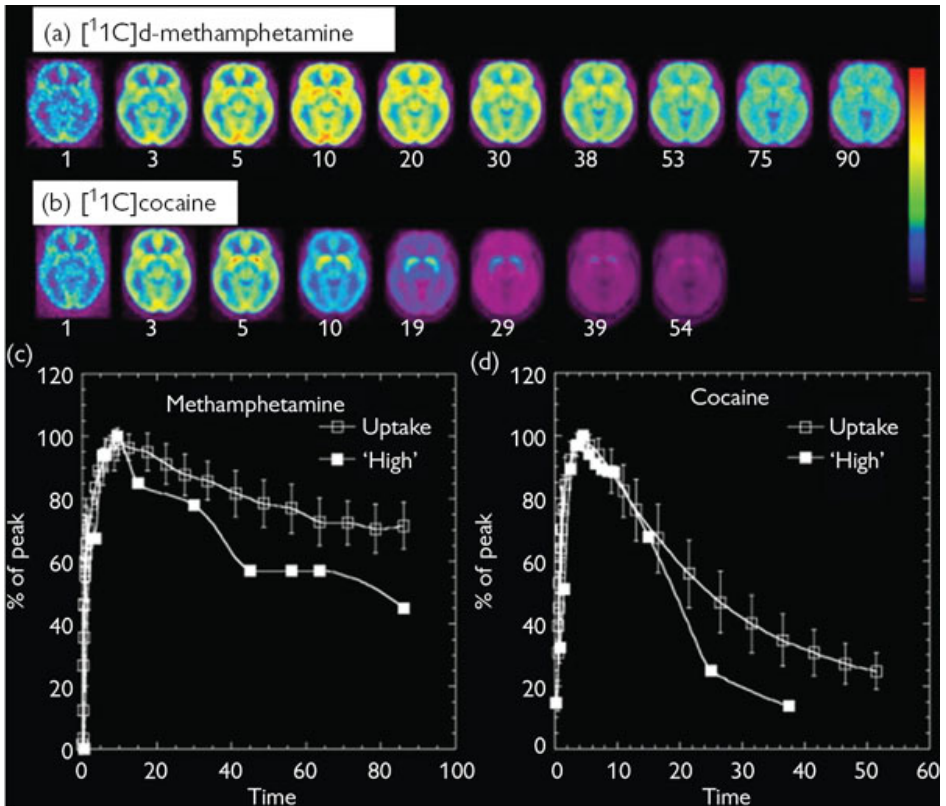 (a) [¹1C]d-methamphetamine
1 3 5 10 20 30 38 53 75 90
(b) [¹1C]cocaine
1 3 5 10 19 29 39 54
(c)
120
100
80
60
40
20
0
% of peak
Methamphetamine
Uptake
'High'
0 20 40 60 80 100
Time
(d)
120
100
80
60
40
20
0
% of peak
Cocaine
Uptake
'High'
0 10 20 30 40 50 60
Time